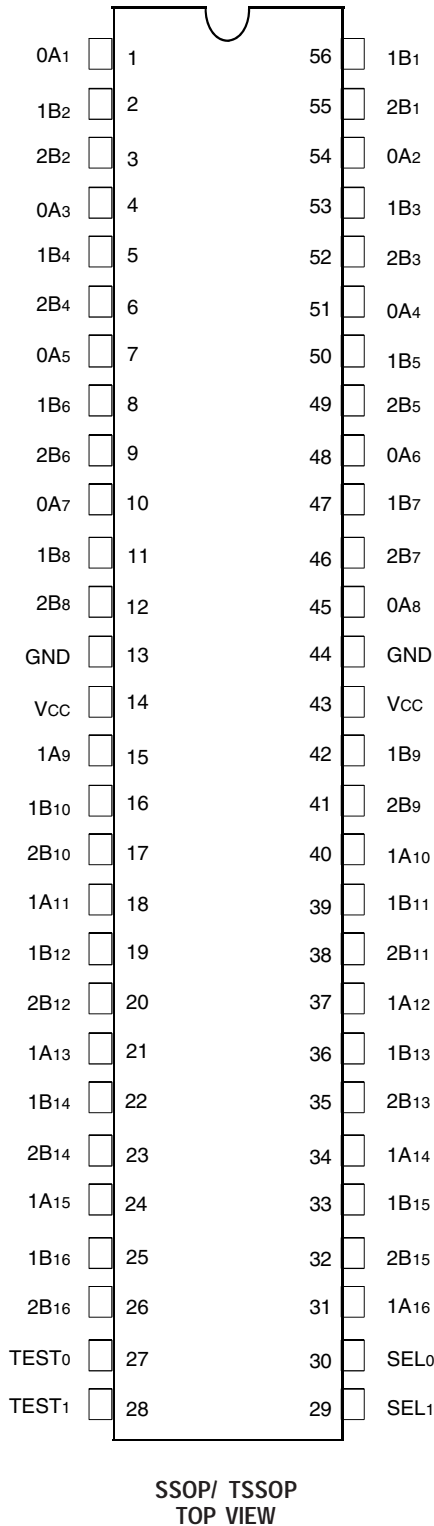 0A1 1 56 1B1
1B2 2 55 2B1
2B2 3 54 0A2
0A3 4 53 1B3
1B4 5 52 2B3
2B4 6 51 0A4
0A5 7 50 1B5
1B6 8 49 2B5
2B6 9 48 0A6
0A7 10 47 1B7
1B8 11 46 2B7
2B8 12 45 0A8
GND 13 44 GND
VCC 14 43 VCC
1A9 15 42 1B9
1B10 16 41 2B9
2B10 17 40 1A10
1A11 18 39 1B11
1B12 19 38 2B11
2B12 20 37 1A12
1A13 21 36 1B13
1B14 22 35 2B13
2B14 23 34 1A14
1A15 24 33 1B15
1B16 25 32 2B15
2B16 26 31 1A16
TEST0 27 30 SEL0
TEST1 28 29 SEL1
SSOP/ TSSOP
TOP VIEW